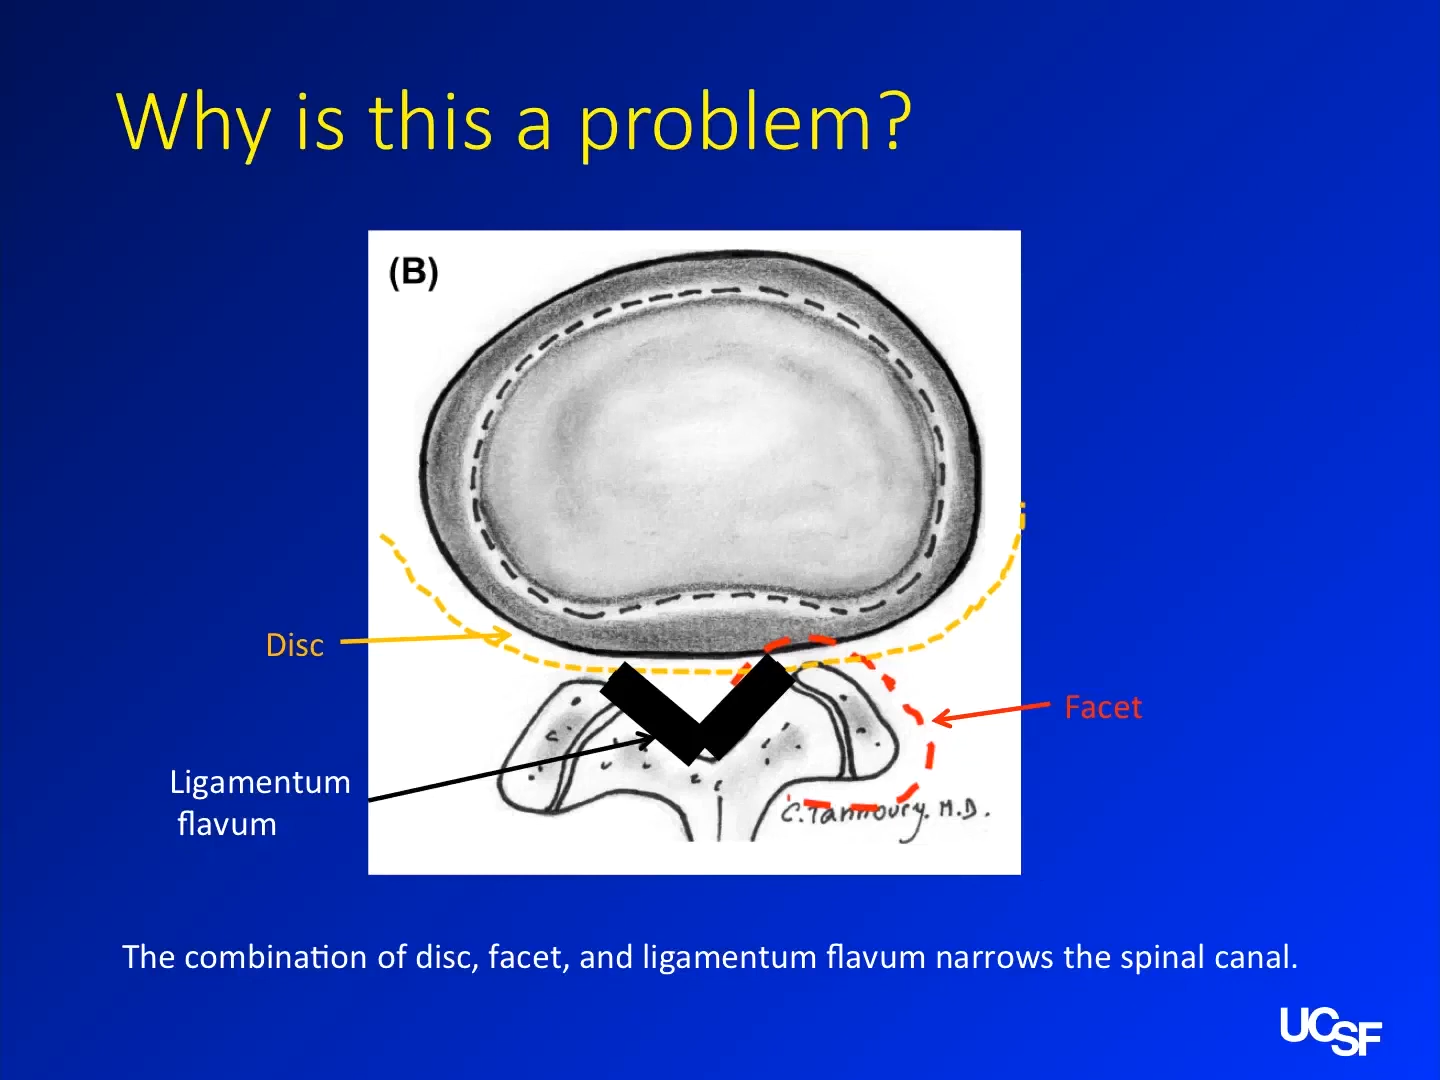 Why is this a problem?
(B)
Disc
Facet
Ligamentum
flavum
C. Tannoury, M.D.
The combination of disc, facet, and ligamentum flavum narrows the spinal canal.
UCSF